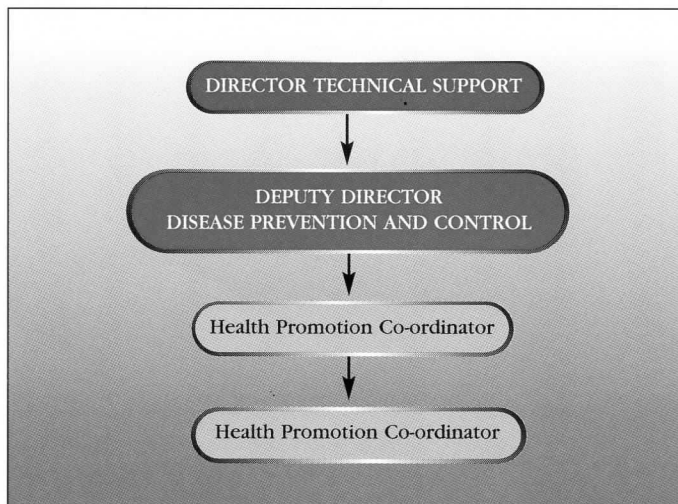 DIRECTOR TECHNICAL SUPPORT
DEPUTY DIRECTOR
DISEASE PREVENTION AND CONTROL
Health Promotion Co-ordinator
Health Promotion Co-ordinator